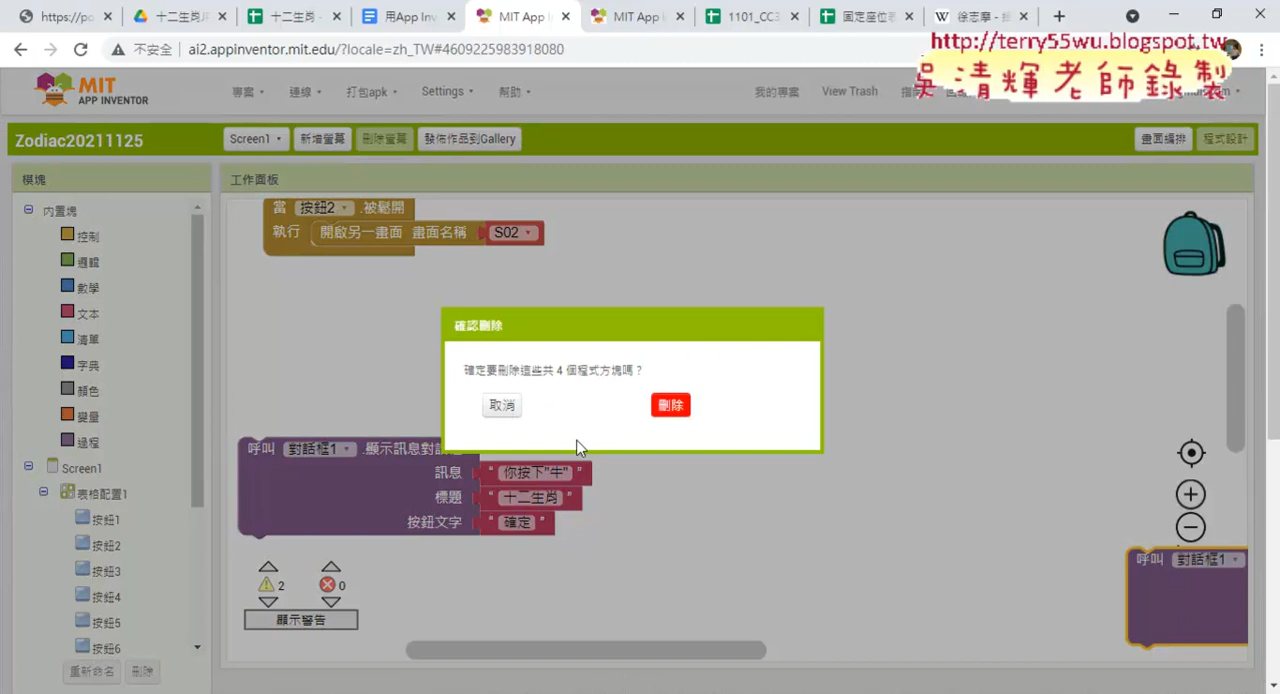 https://po
十二生肖JF
十二生肖 -
用App Inv
MIT App I
MIT App I
1101_CC3
固定座位表
徐志摩 - 維
不安全
ai2.appinventor.mit.edu/?locale=zh_TW#4609225983918080
http://terry55wu.blogspot.tw
吳清輝老師錄製
MIT
APP INVENTOR
專案
連線
打包apk
Settings
幫助
我的專案
View Trash
指南
Zodiac20211125
Screen1
新增螢幕
刪除螢幕
發佈作品到Gallery
畫面編排
程式設計
模塊
工作面板
內置塊
控制
邏輯
數學
文本
清單
字典
顏色
變量
過程
Screen1
表格配置1
按鈕1
按鈕2
按鈕3
按鈕4
按鈕5
按鈕6
重新命名
刪除
當 按鈕2 .被鬆開
執行 開啟另一畫面 畫面名稱 S02
確認刪除
確定要刪除這些共 4 個程式方塊嗎？
取消
刪除
呼叫 對話框1 .顯示訊息對
訊息 " 你按下"牛" "
標題 " 十二生肖 "
按鈕文字 " 確定 "
2
0
顯示警告
呼叫 對話框1